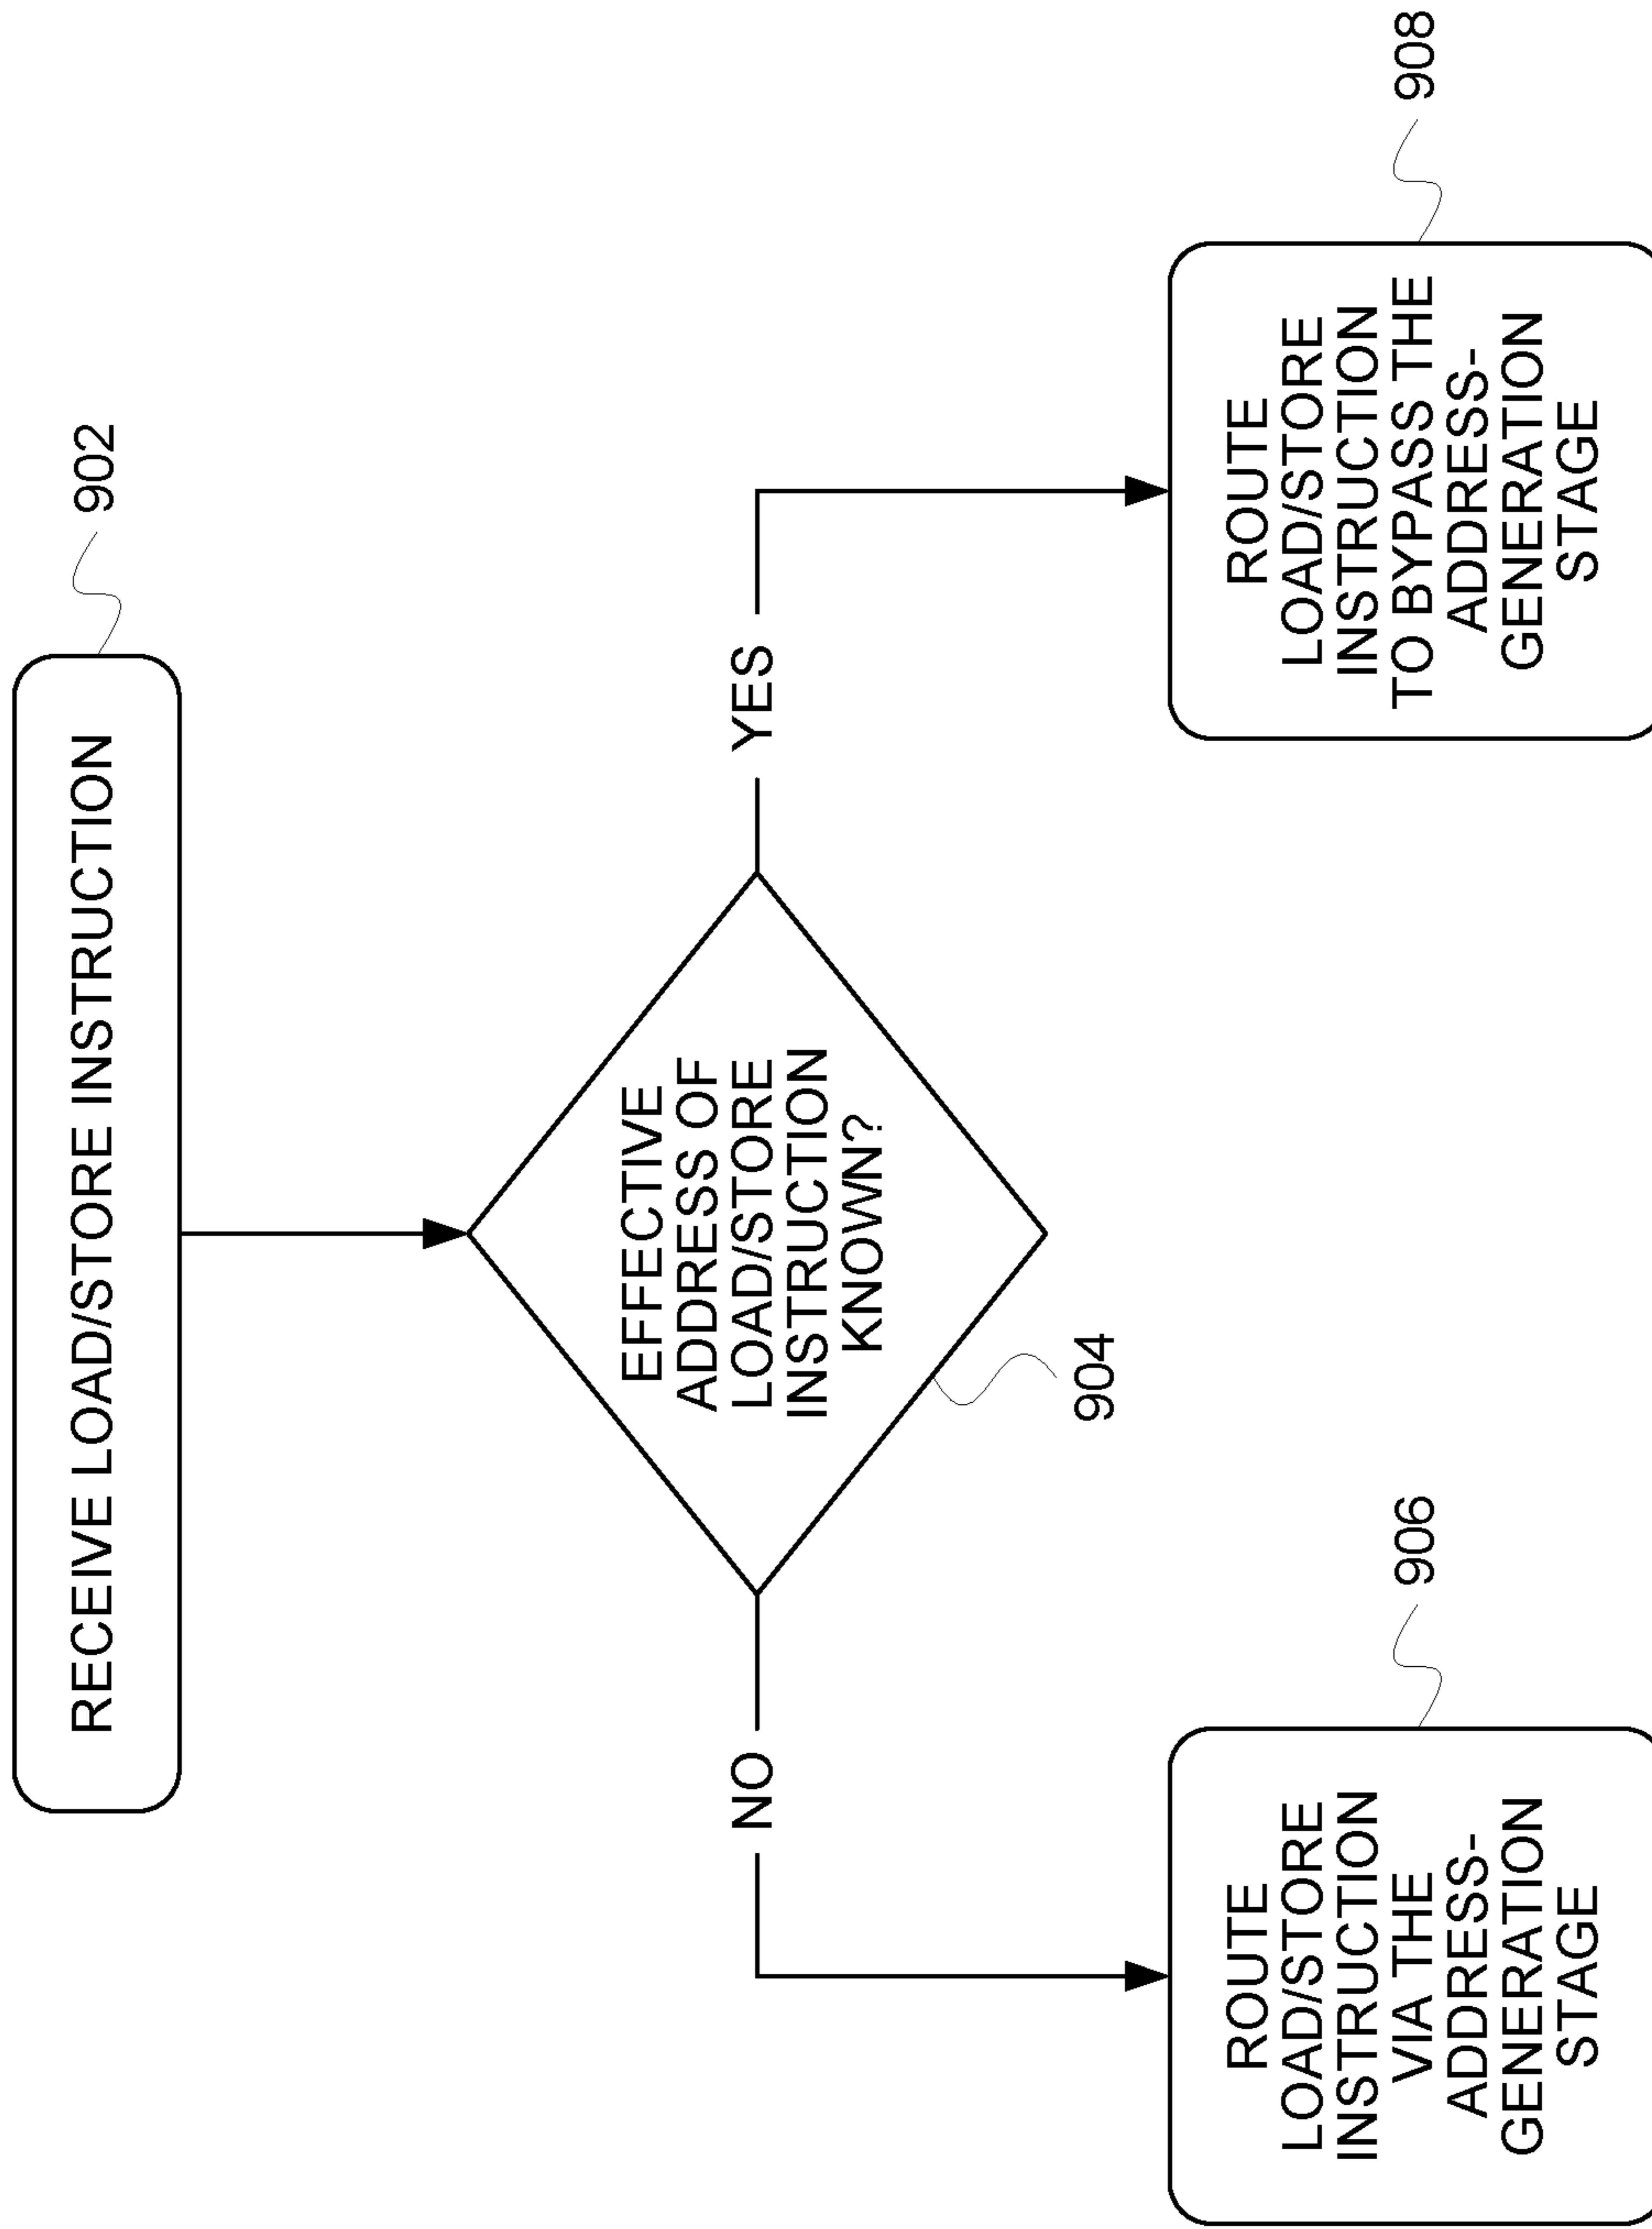 RECEIVE LOAD/STORE INSTRUCTION
902
EFFECTIVE
ADDRESS OF
LOAD/STORE
INSTRUCTION
KNOWN?
904
NO
YES
ROUTE
LOAD/STORE
INSTRUCTION
VIA THE
ADDRESS-
GENERATION
STAGE
906
ROUTE
LOAD/STORE
INSTRUCTION
TO BYPASS THE
ADDRESS-
GENERATION
STAGE
908